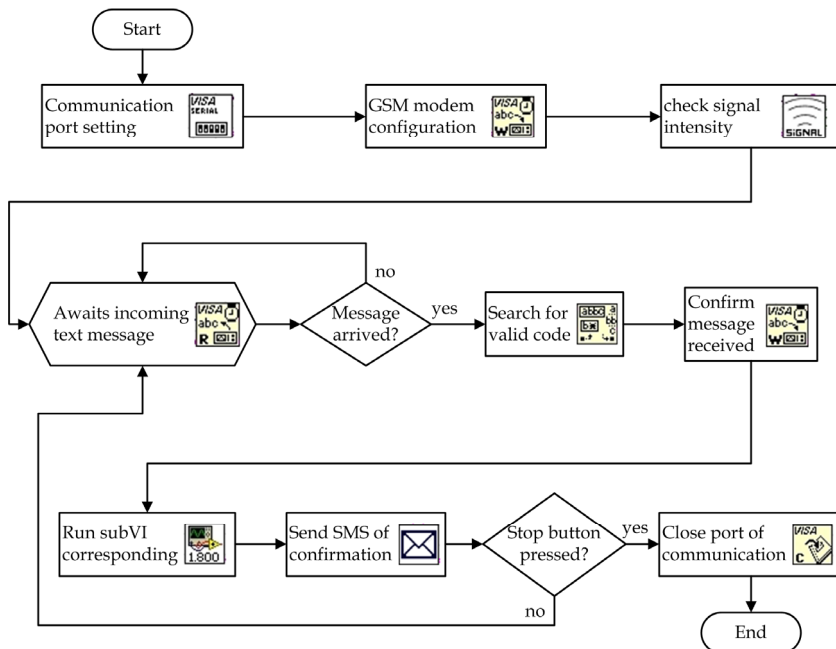 Start
Communication
port setting
VISA
SERIAL
GSM modem
configuration
VISA
abc
W
check signal
intensity
SiGNAL
no
Awaits incoming
text message
VISA
abc
R
Message
arrived?
yes
Search for
valid code
Confirm
message
received
VISA
abc
W
Run subVI
corresponding
1.800
Send SMS of
confirmation
Stop button
pressed?
yes
no
Close port of
communication
VISA
C
End